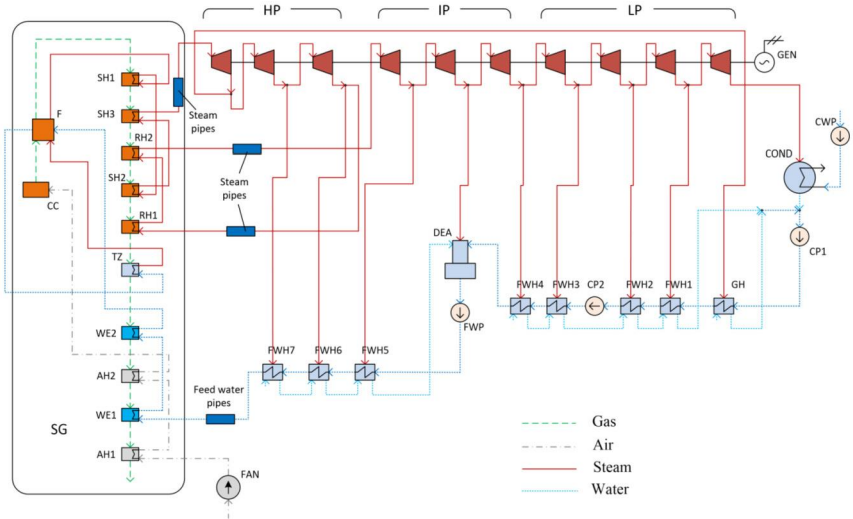 HP
IP
LP
GEN
SH1
SH3
F
RH2
Steam
pipes
CWP
COND
SH2
CC
Steam
pipes
RH1
DEA
CP1
TZ
FWH4
FWH3
CP2
FWH2
FWH1
GH
WE2
FWP
FWH7
FWH6
FWH5
AH2
Feed water
pipes
WE1
SG
Gas
Air
AH1
Steam
FAN
Water